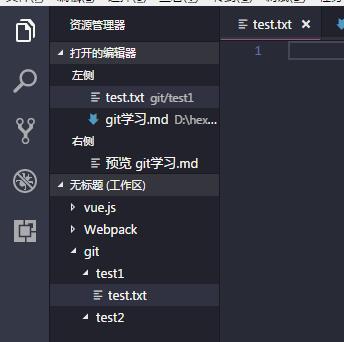 资源管理器
test.txt ×
打开的编辑器
1
左侧
test.txt git/test1
git学习.md D:\hex...
右侧
预览 git学习.md
无标题 (工作区)
vue.js
Webpack
git
test1
test.txt
test2